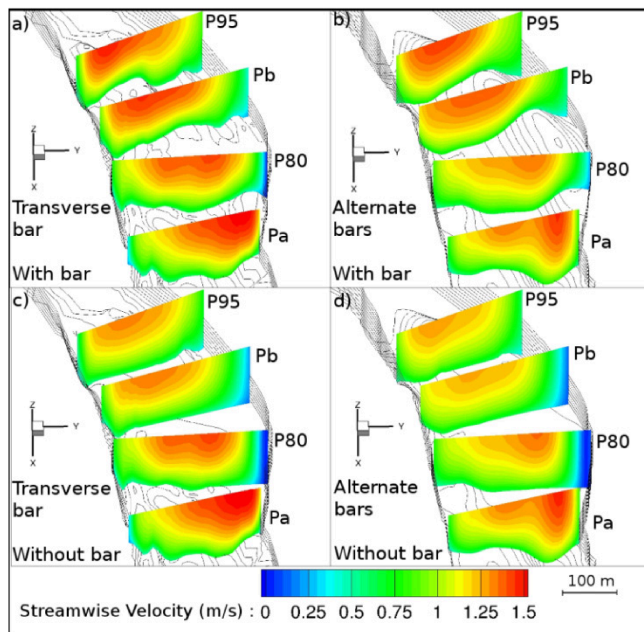 a)
P95
Pb
P80
Pa
Z
Y
X
Transverse
bar
With bar
b)
P95
Pb
P80
Pa
Z
Y
X
Alternate
bars
With bar
c)
P95
Pb
P80
Pa
Z
Y
X
Transverse
bar
Without bar
d)
P95
Pb
P80
Pa
Z
Y
X
Alternate
bars
Without bar
Streamwise Velocity (m/s) : 0 0.25 0.5 0.75 1 1.25 1.5
100 m